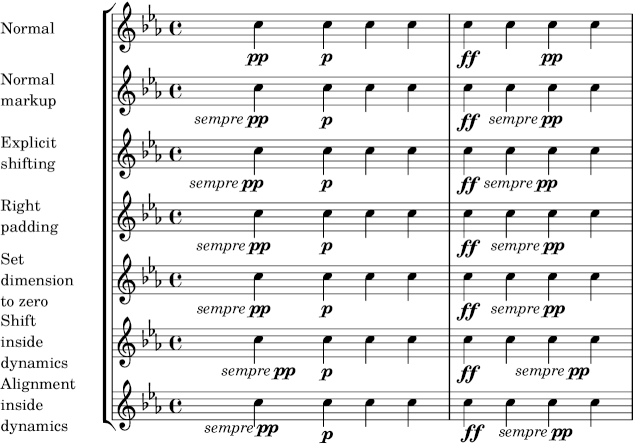 Normal
pp p ff pp
Normal
markup
sempre pp p ff sempre pp
Explicit
shifting
sempre pp p ff sempre pp
Right
padding
sempre pp p ff sempre pp
Set
dimension
to zero
sempre pp p ff sempre pp
Shift
inside
dynamics
sempre pp p ff sempre pp
Alignment
inside
dynamics
sempre pp p ff sempre pp